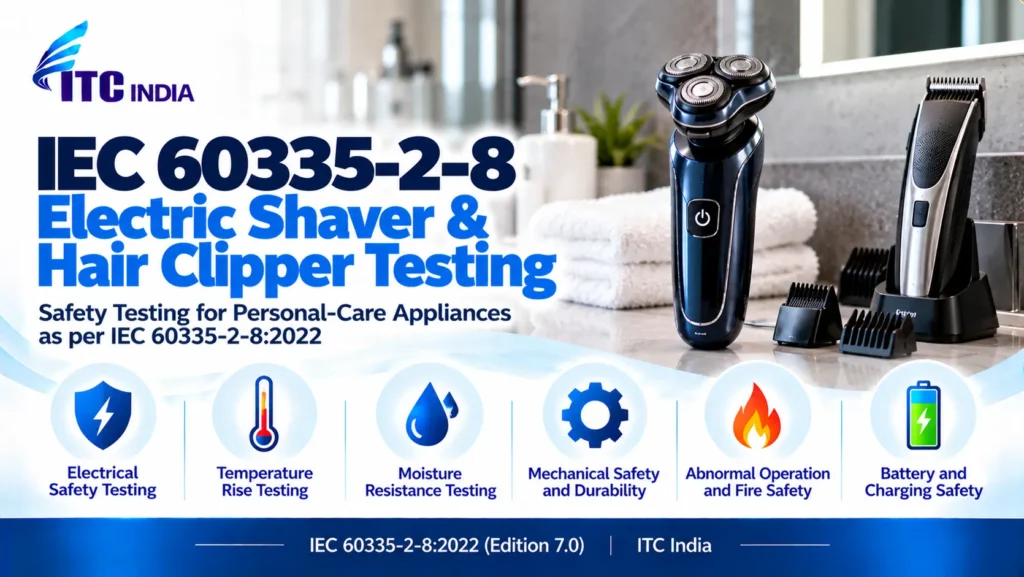 ITC INDIA
IEC 60335-2-8
Electric Shaver &
Hair Clipper Testing
Safety Testing for Personal-Care Appliances
as per IEC 60335-2-8:2022
Electrical
Safety Testing
Temperature
Rise Testing
Moisture
Resistance Testing
Mechanical Safety
and Durability
Abnormal Operation
and Fire Safety
Battery and
Charging Safety
IEC 60335-2-8:2022 (Edition 7.0) | ITC India